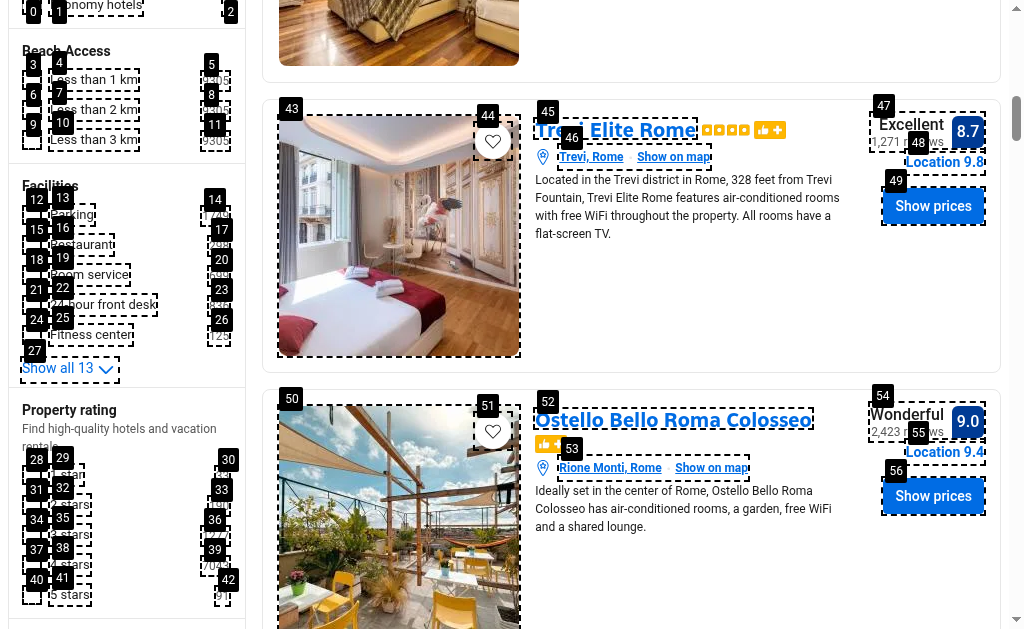 0 1 onomy hotels 2
Beach Access
3 4 Less than 1 km 5 9305
6 7 Less than 2 km 8 9305
9 10 Less than 3 km 11 9305
Facilities
12 13 Parking 14 1749
15 16 Restaurant 17
18 19 Room service 20
21 22 24-hour front desk 23
24 25 Fitness center 26 125
27
Show all 13
Property rating
Find high-quality hotels and vacation
rentals
28 29 1 star 30
31 32 2 stars 33
34 35 3 stars 36
37 38 4 stars 39
40 41 5 stars 42 91
43 44
45 Trevi Elite Rome
46 Trevi, Rome Show on map
Located in the Trevi district in Rome, 328 feet from Trevi
Fountain, Trevi Elite Rome features air-conditioned rooms
with free WiFi throughout the property. All rooms have a
flat-screen TV.
47
Excellent 8.7
1,271 reviews
48 Location 9.8
49 Show prices
50 51
52 Ostello Bello Roma Colosseo
53 Rione Monti, Rome Show on map
Ideally set in the center of Rome, Ostello Bello Roma
Colosseo has air-conditioned rooms, a garden, free WiFi
and a shared lounge.
54
Wonderful 9.0
2,423 reviews
55 Location 9.4
56 Show prices